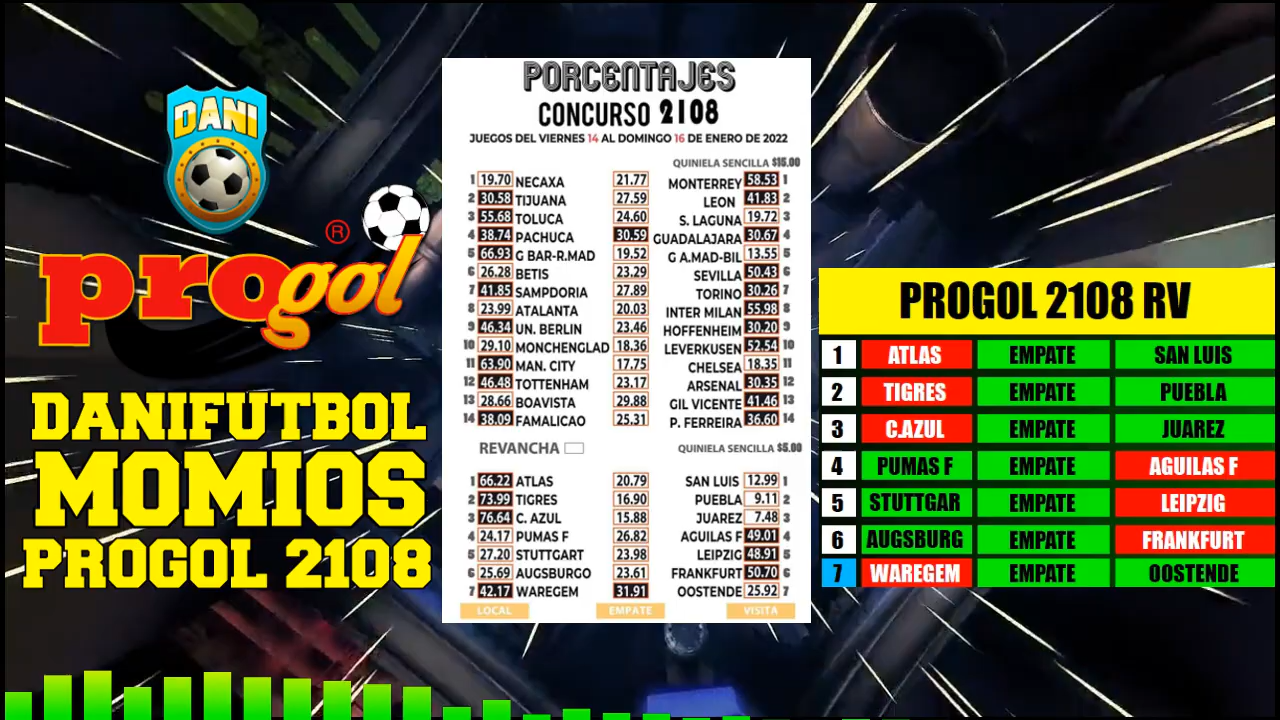 DANI
progol ®
DANIFUTBOL
MOMIOS
PROGOL 2108
PORCENTAJES
CONCURSO 2108
JUEGOS DEL VIERNES 14 AL DOMINGO 16 DE ENERO DE 2022
QUINIELA SENCILLA $15.00
1 19.70 NECAXA 21.77 MONTERREY 58.53 1
2 30.58 TIJUANA 27.59 LEON 41.83 2
3 55.68 TOLUCA 24.60 S. LAGUNA 19.72 3
4 38.74 PACHUCA 30.59 GUADALAJARA 30.67 4
5 66.93 G BAR-R.MAD 19.52 G A.MAD-BIL 13.55 5
6 26.28 BETIS 23.29 SEVILLA 50.43 6
7 41.85 SAMPDORIA 27.89 TORINO 30.26 7
8 23.99 ATALANTA 20.03 INTER MILAN 55.98 8
9 46.34 UN. BERLIN 23.46 HOFFENHEIM 30.20 9
10 29.10 MONCHENGLAD 18.36 LEVERKUSEN 52.54 10
11 63.90 MAN. CITY 17.75 CHELSEA 18.35 11
12 46.48 TOTTENHAM 23.17 ARSENAL 30.35 12
13 28.66 BOAVISTA 29.88 GIL VICENTE 41.46 13
14 38.09 FAMALICAO 25.31 P. FERREIRA 36.60 14
REVANCHA QUINIELA SENCILLA $5.00
1 66.22 ATLAS 20.79 SAN LUIS 12.99 1
2 73.99 TIGRES 16.90 PUEBLA 9.11 2
3 76.64 C. AZUL 15.88 JUAREZ 7.48 3
4 24.17 PUMAS F 26.82 AGUILAS F 49.01 4
5 27.20 STUTTGART 23.98 LEIPZIG 48.91 5
6 25.69 AUGSBURGO 23.61 FRANKFURT 50.70 6
7 42.17 WAREGEM 31.91 OOSTENDE 25.92 7
LOCAL EMPATE VISITA
PROGOL 2108 RV
1 ATLAS EMPATE SAN LUIS
2 TIGRES EMPATE PUEBLA
3 C.AZUL EMPATE JUAREZ
4 PUMAS F EMPATE AGUILAS F
5 STUTTGAR EMPATE LEIPZIG
6 AUGSBURG EMPATE FRANKFURT
7 WAREGEM EMPATE OOSTENDE